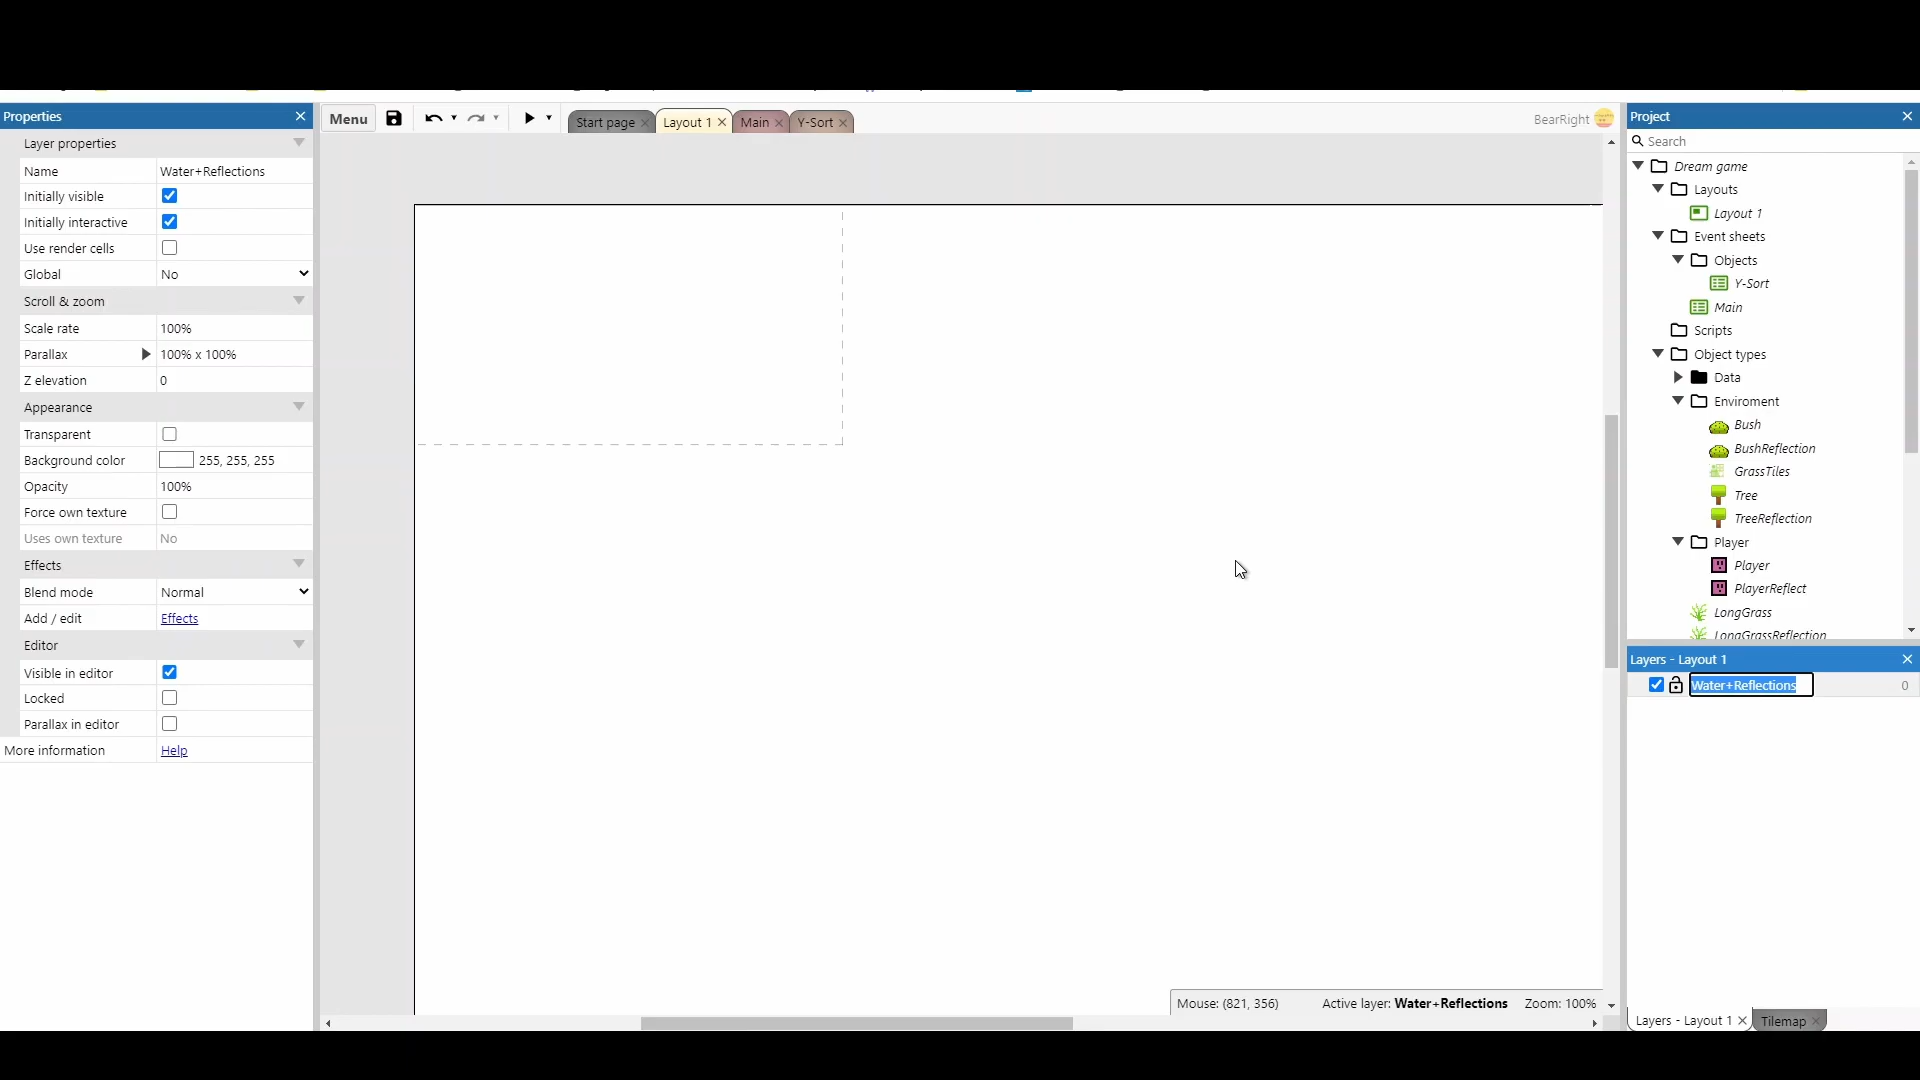 Properties
Layer properties
Name Water+Reflections
Initially visible
Initially interactive
Use render cells
Global No
Scroll & zoom
Scale rate 100%
Parallax 100% x 100%
Z elevation 0
Appearance
Transparent
Background color 255, 255, 255
Opacity 100%
Force own texture
Uses own texture No
Effects
Blend mode Normal
Add / edit Effects
Editor
Visible in editor
Locked
Parallax in editor
More information Help
Menu
Start page
Layout 1
Main
Y-Sort
BearRight
Mouse: (821, 356) Active layer: Water+Reflections Zoom: 100%
Project
Search
Dream game
Layouts
Layout 1
Event sheets
Objects
Y-Sort
Main
Scripts
Object types
Data
Enviroment
Bush
BushReflection
GrassTiles
Tree
TreeReflection
Player
Player
PlayerReflect
LongGrass
LongGrassReflection
Layers - Layout 1
Water+Reflections 0
Layers - Layout 1
Tilemap